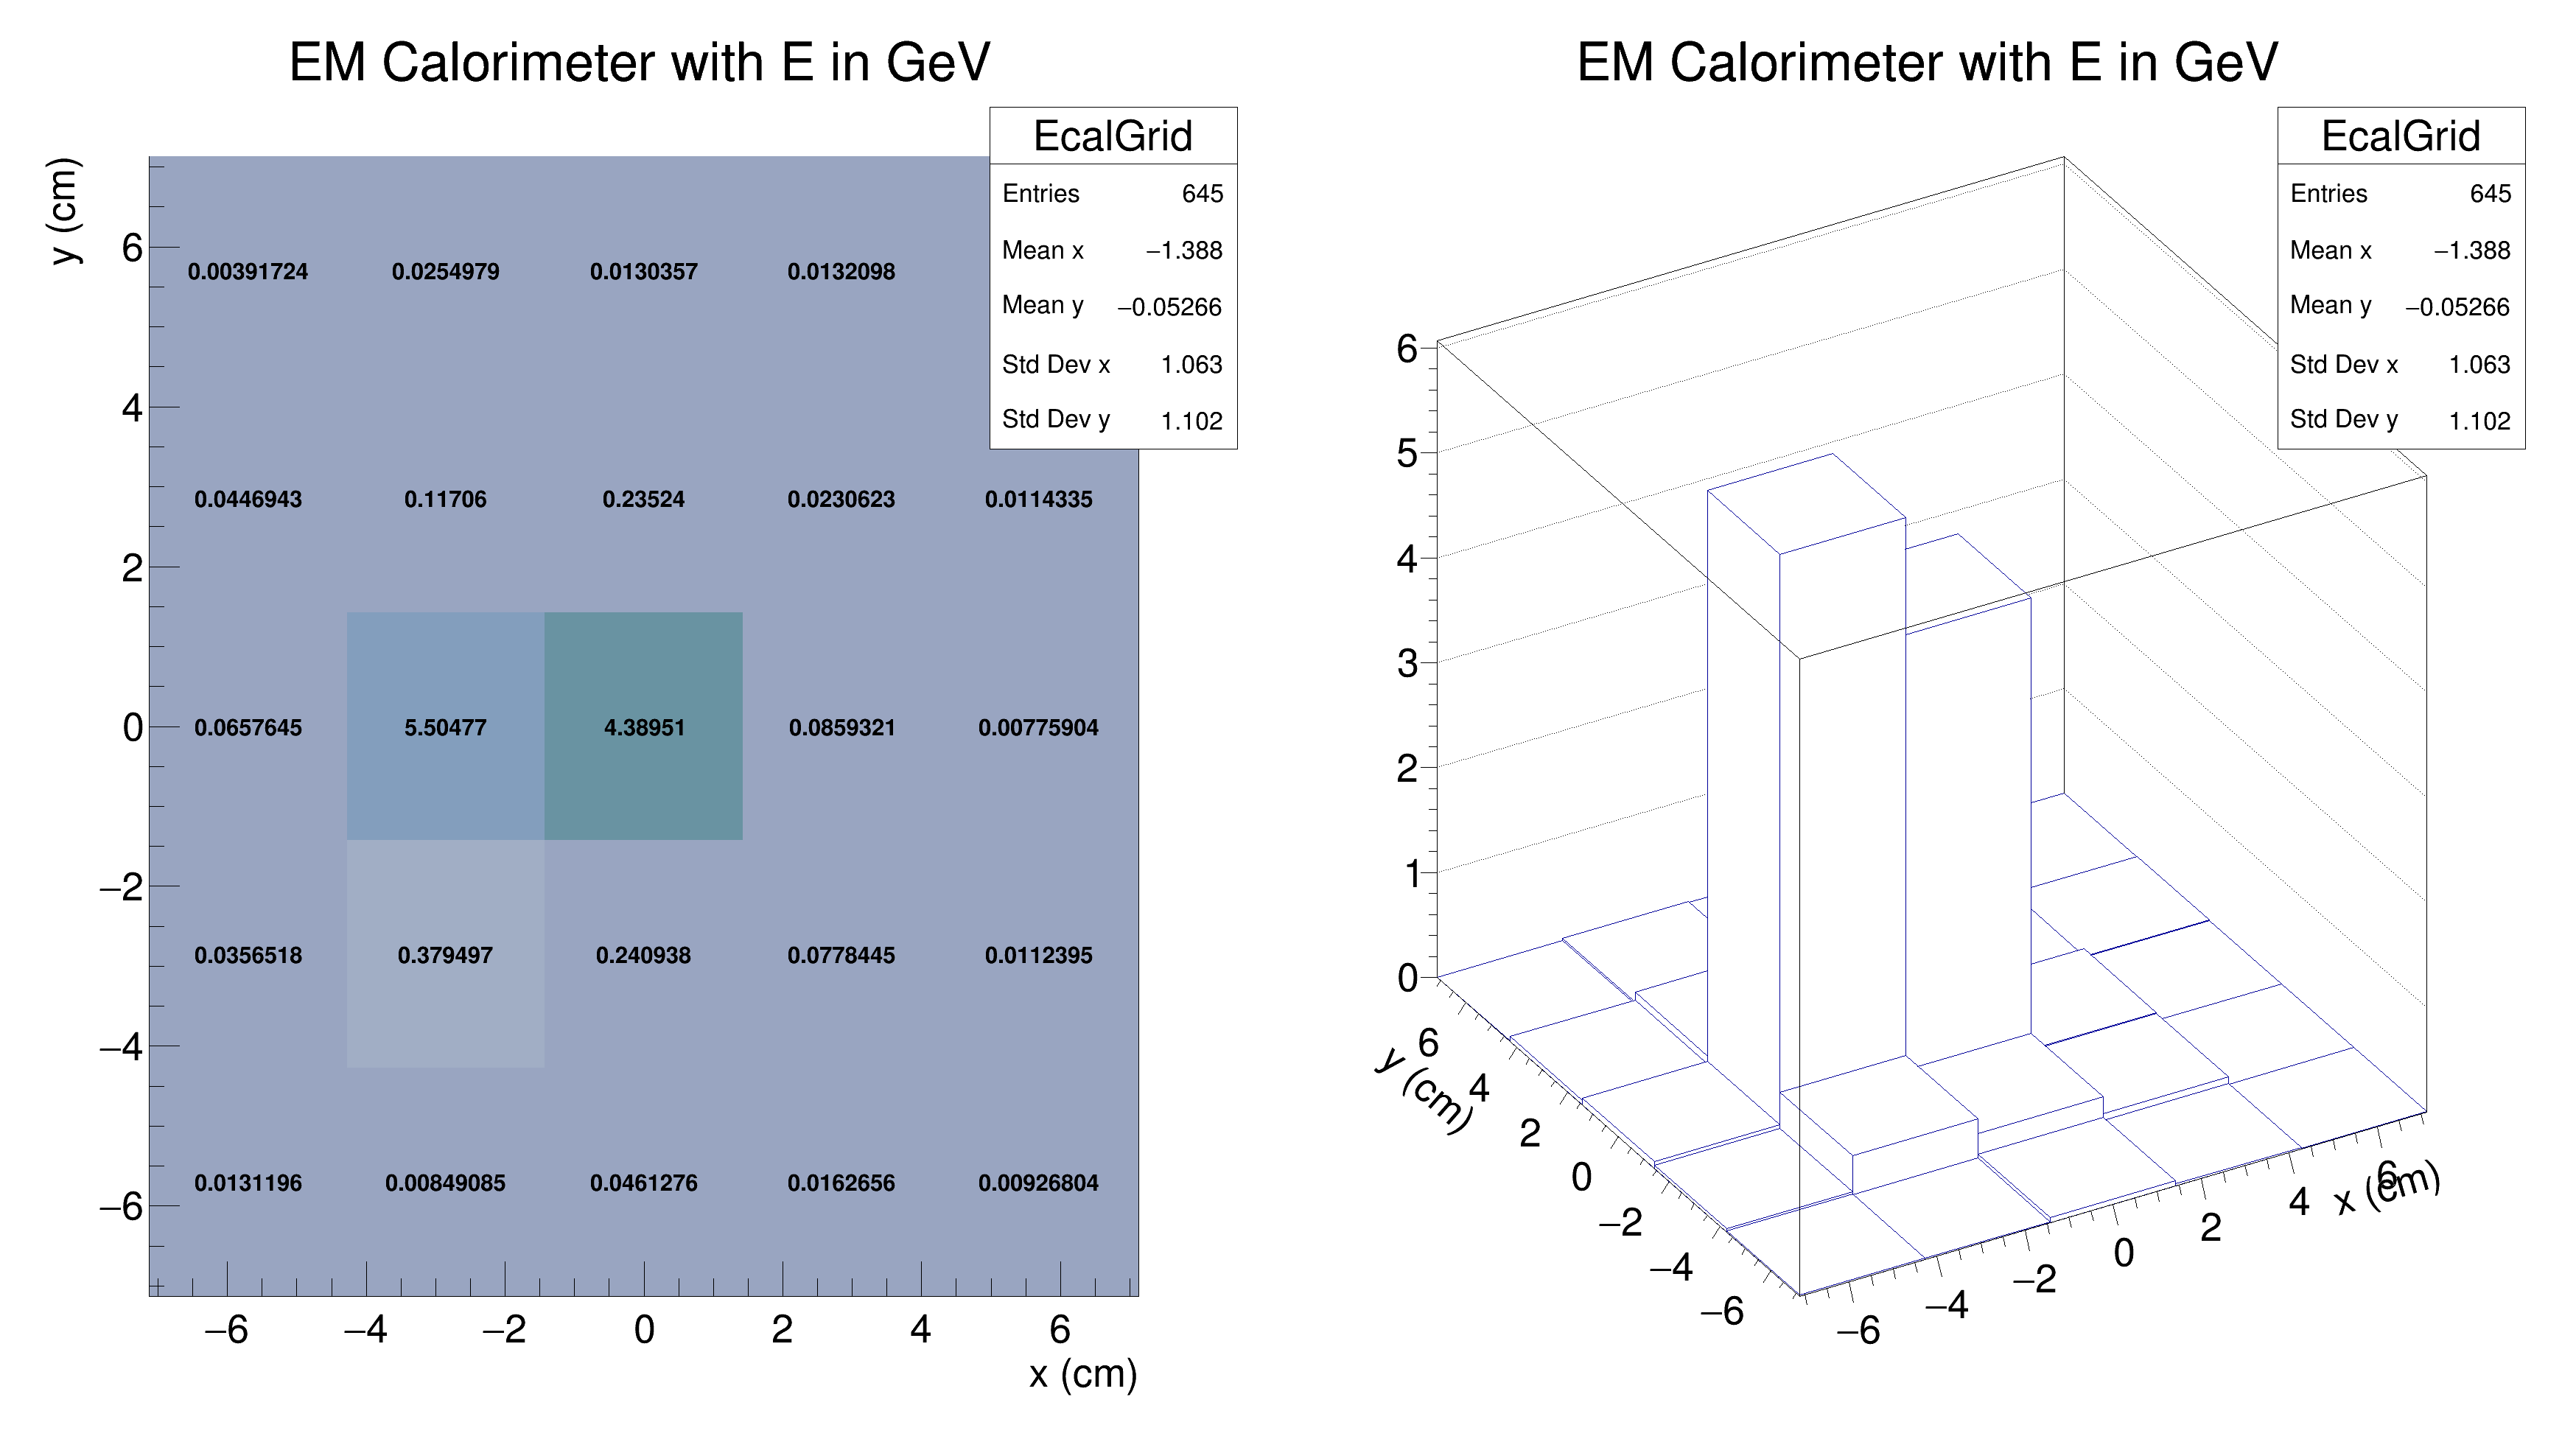 EM Calorimeter with E in GeV
EcalGrid
Entries 645
Mean x −1.388
Mean y −0.05266
Std Dev x 1.063
Std Dev y 1.102
y (cm)
6
4
2
0
−2
−4
−6
0.00391724 0.0254979 0.0130357 0.0132098
0.0446943 0.11706 0.23524 0.0230623 0.0114335
0.0657645 5.50477 4.38951 0.0859321 0.00775904
0.0356518 0.379497 0.240938 0.0778445 0.0112395
0.0131196 0.00849085 0.0461276 0.0162656 0.00926804
−6 −4 −2 0 2 4 6
x (cm)
EM Calorimeter with E in GeV
EcalGrid
Entries 645
Mean x −1.388
Mean y −0.05266
Std Dev x 1.063
Std Dev y 1.102
6
5
4
3
2
1
0
y (cm)
6
4
2
0
−2
−4
−6
−6 −4 −2 0 2 4 6
x (cm)